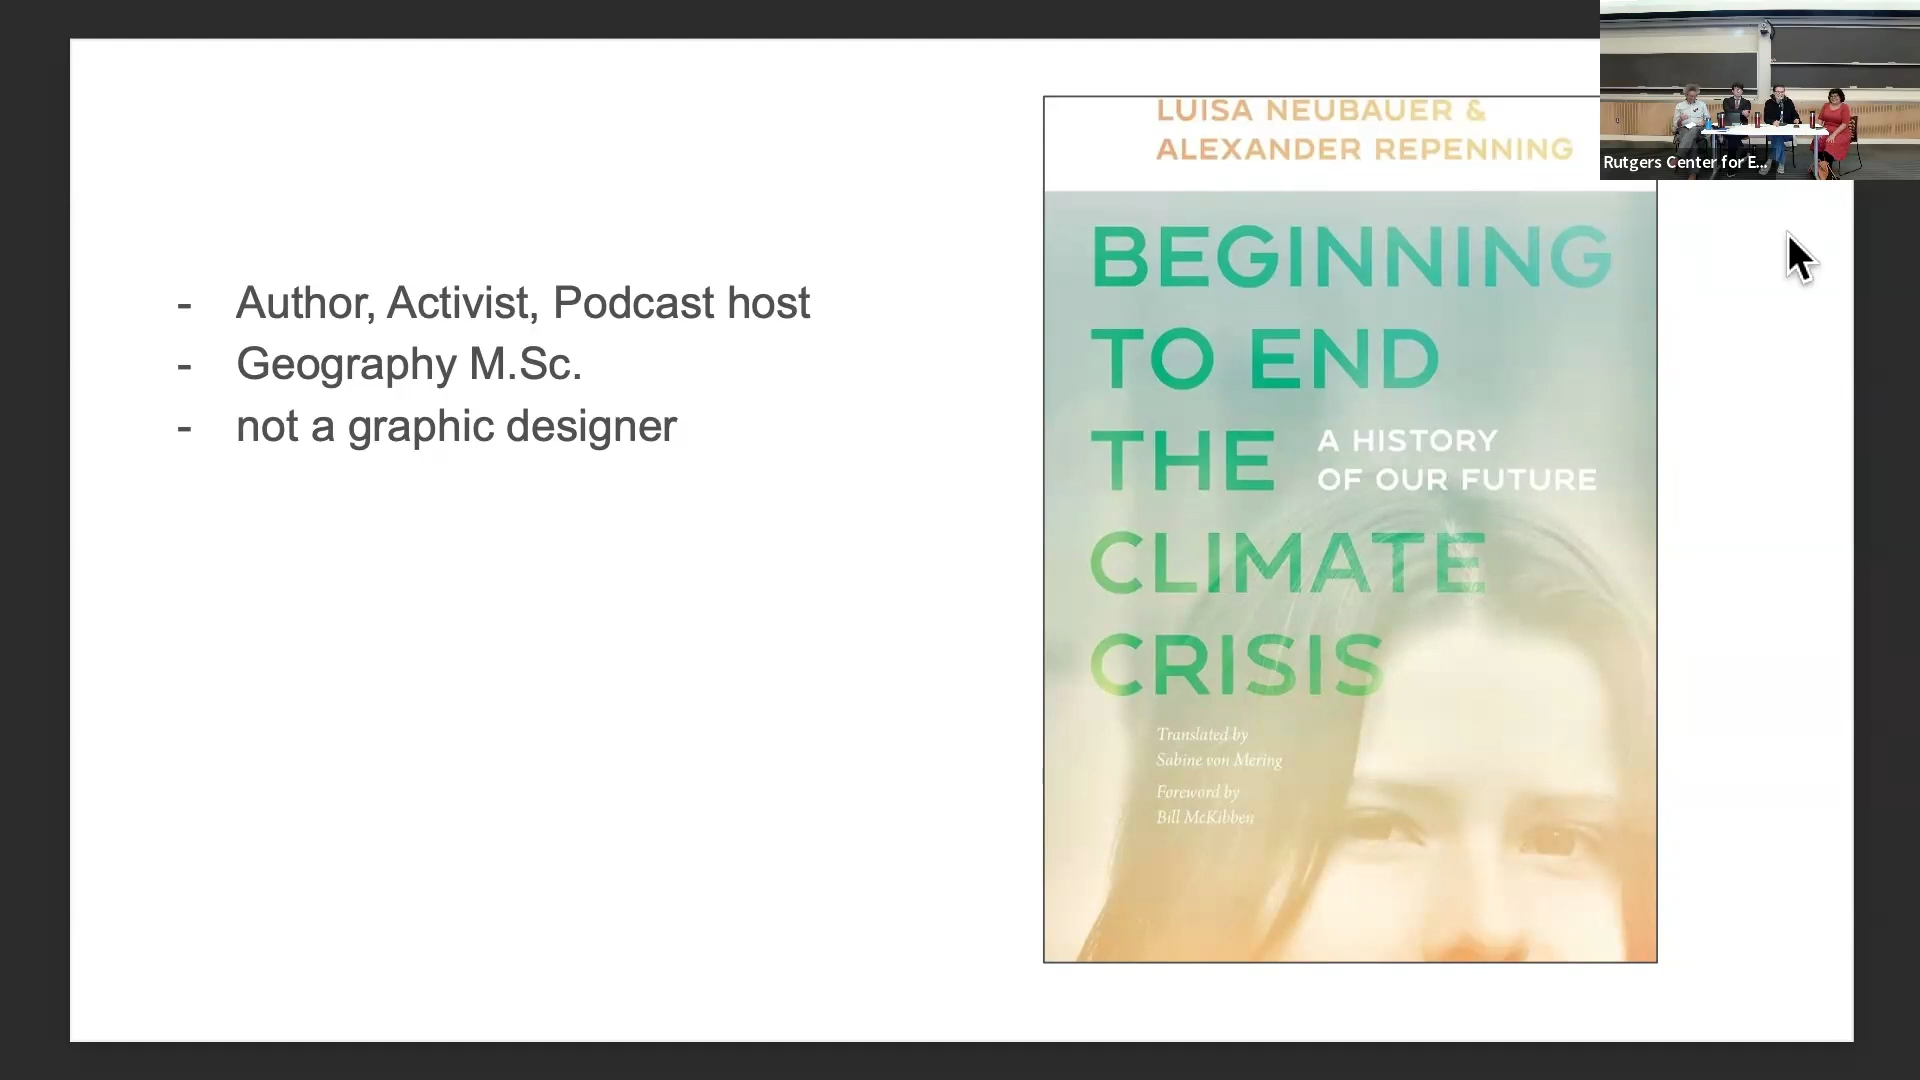 - Author, Activist, Podcast host
- Geography M.Sc.
- not a graphic designer
LUISA NEUBAUER &
ALEXANDER REPENNING
BEGINNING
TO END
THE
A HISTORY
OF OUR FUTURE
CLIMATE
CRISIS
Translated by
Sabine von Mering
Foreword by
Bill McKibben
Rutgers Center for E...